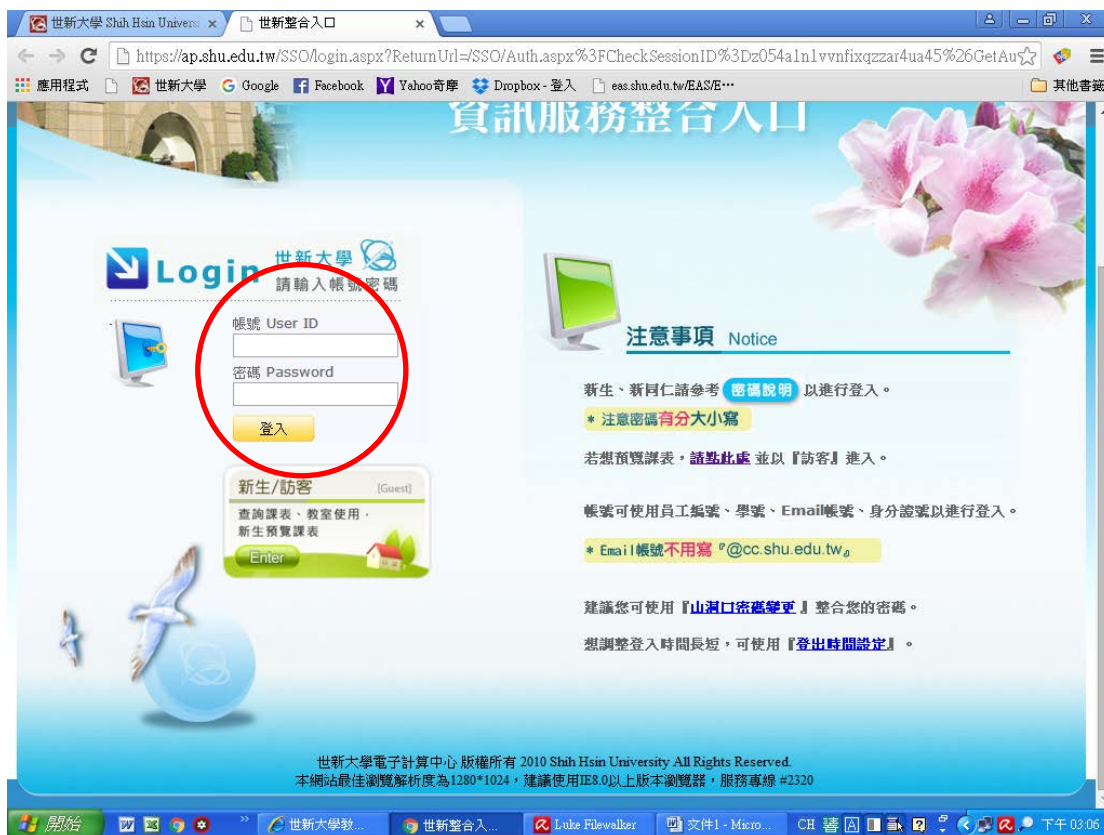 世新大學 Shih Hsin Univers
世新整合入口
https://ap.shu.edu.tw/SSO/login.aspx?ReturnUrl=/SSO/Auth.aspx%3FCheckSessionID%3Dz054a1n1vvnfixqzzar4ua45%26GetAu
應用程式 世新大學 Google Facebook Yahoo奇摩 Dropbox - 登入 eas.shu.edu.tw/EAS/E… 其他書籤
資訊服務整合入口
Login 世新大學
請輸入帳號密碼
帳號 User ID
密碼 Password
登入
新生/訪客 [Guest]
查詢課表、教室使用,
新生預覽課表
Enter
注意事項 Notice
新生、新同仁請參考 密碼說明 以進行登入。
* 注意密碼有分大小寫
若想預覽課表,請點此處 並以『訪客』進入。
帳號可使用員工編號、學號、Email帳號、身分證號以進行登入。
* Email帳號不用寫『@cc.shu.edu.tw』
建議您可使用『山洞口密碼變更』整合您的密碼。
想調整登入時間長短,可使用『登出時間設定』。
世新大學電子計算中心 版權所有 2010 Shih Hsin University All Rights Reserved.
本網站最佳瀏覽解析度為1280*1024,建議使用IE8.0以上版本瀏覽器,服務專線 #2320
開始 世新大學教... 世新整合入... Luke Filewalker 文件1 - Micro... CH 下午 03:06